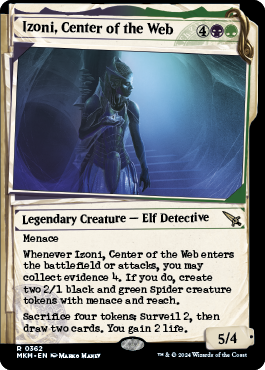 Izoni, Center of the Web 4
Legendary Creature — Elf Detective
Menace
Whenever Izoni, Center of the Web enters
the battlefield or attacks, you may
collect evidence 4. If you do, create
two 2/1 black and green Spider creature
tokens with menace and reach.
Sacrifice four tokens: Surveil 2, then
draw two cards. You gain 2 life.
5/4
R 0362
MKM • EN Marko Manev
™ & © 2024 Wizards of the Coast